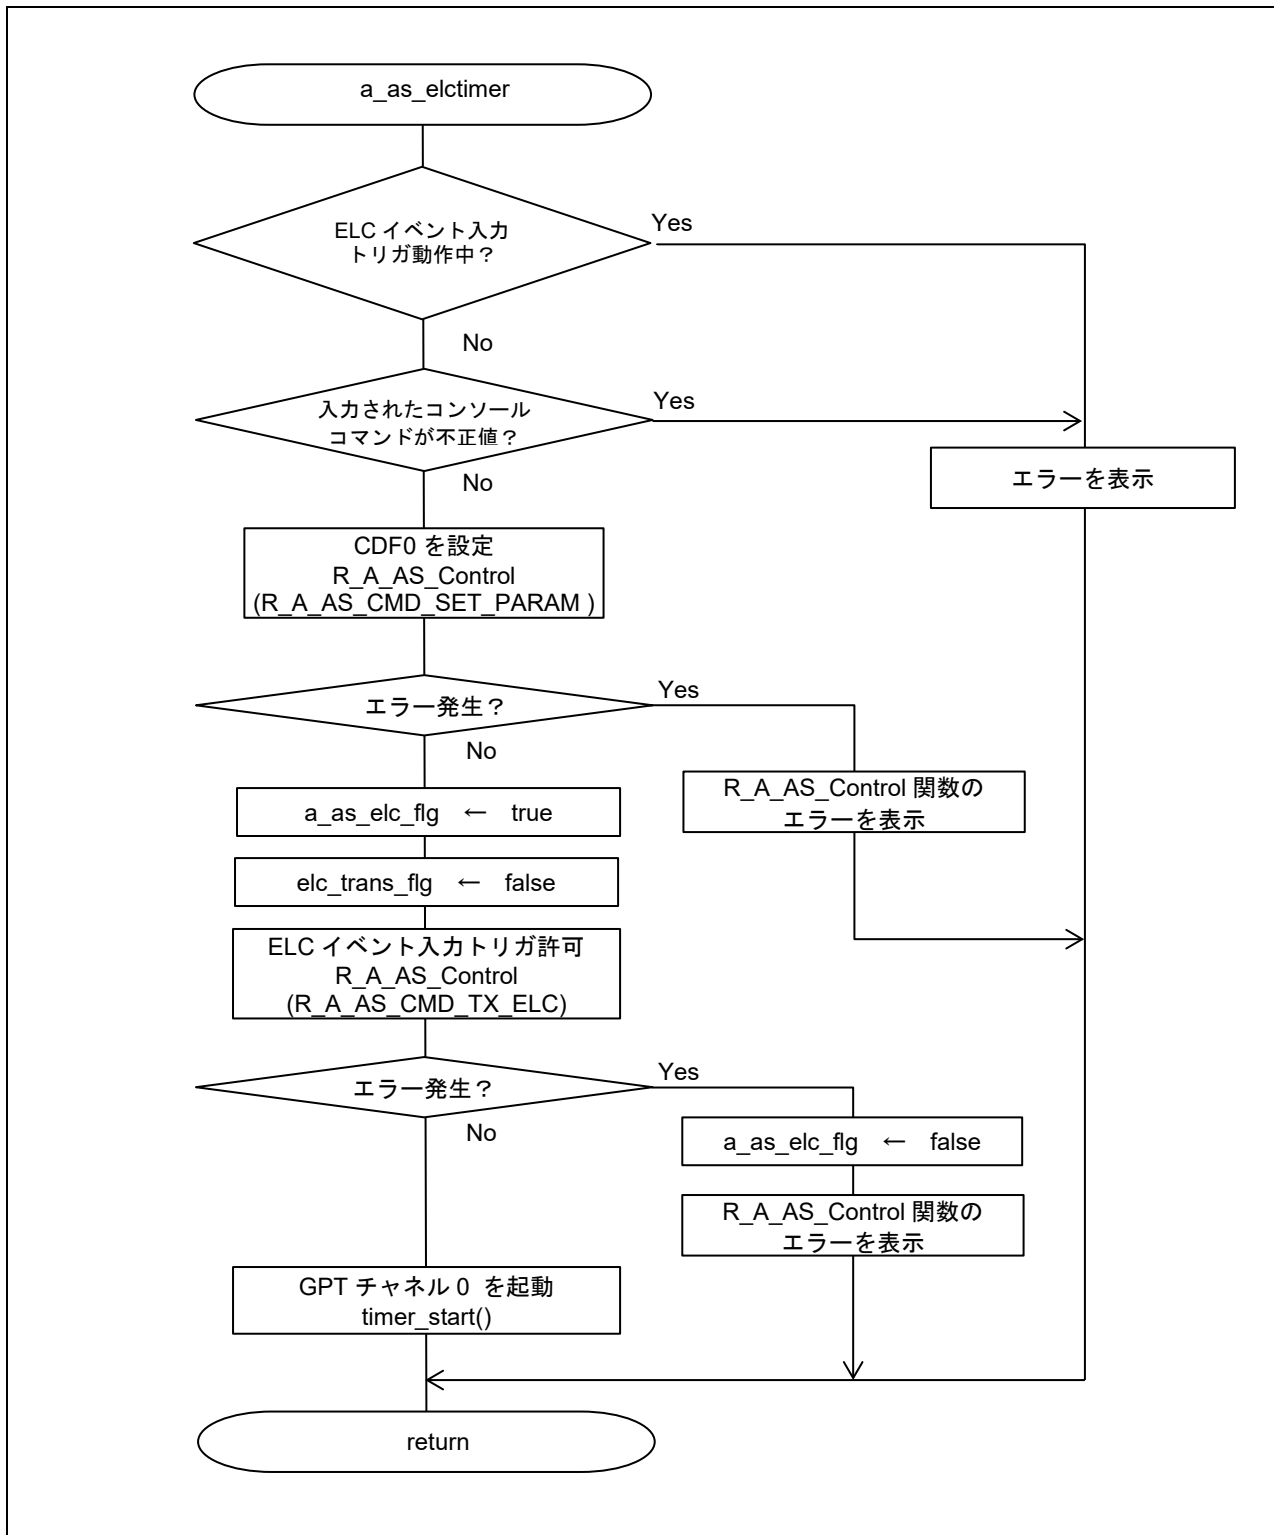 a_as_elctimer
ELC イベント入力
トリガ動作中？
Yes
No
入力されたコンソール
コマンドが不正値？
Yes
エラーを表示
No
CDF0 を設定
R_A_AS_Control
(R_A_AS_CMD_SET_PARAM )
エラー発生？
Yes
No
R_A_AS_Control 関数の
エラーを表示
a_as_elc_flg ← true
elc_trans_flg ← false
ELC イベント入力トリガ許可
R_A_AS_Control
(R_A_AS_CMD_TX_ELC)
エラー発生？
Yes
No
a_as_elc_flg ← false
R_A_AS_Control 関数の
エラーを表示
GPT チャネル 0 を起動
timer_start()
return